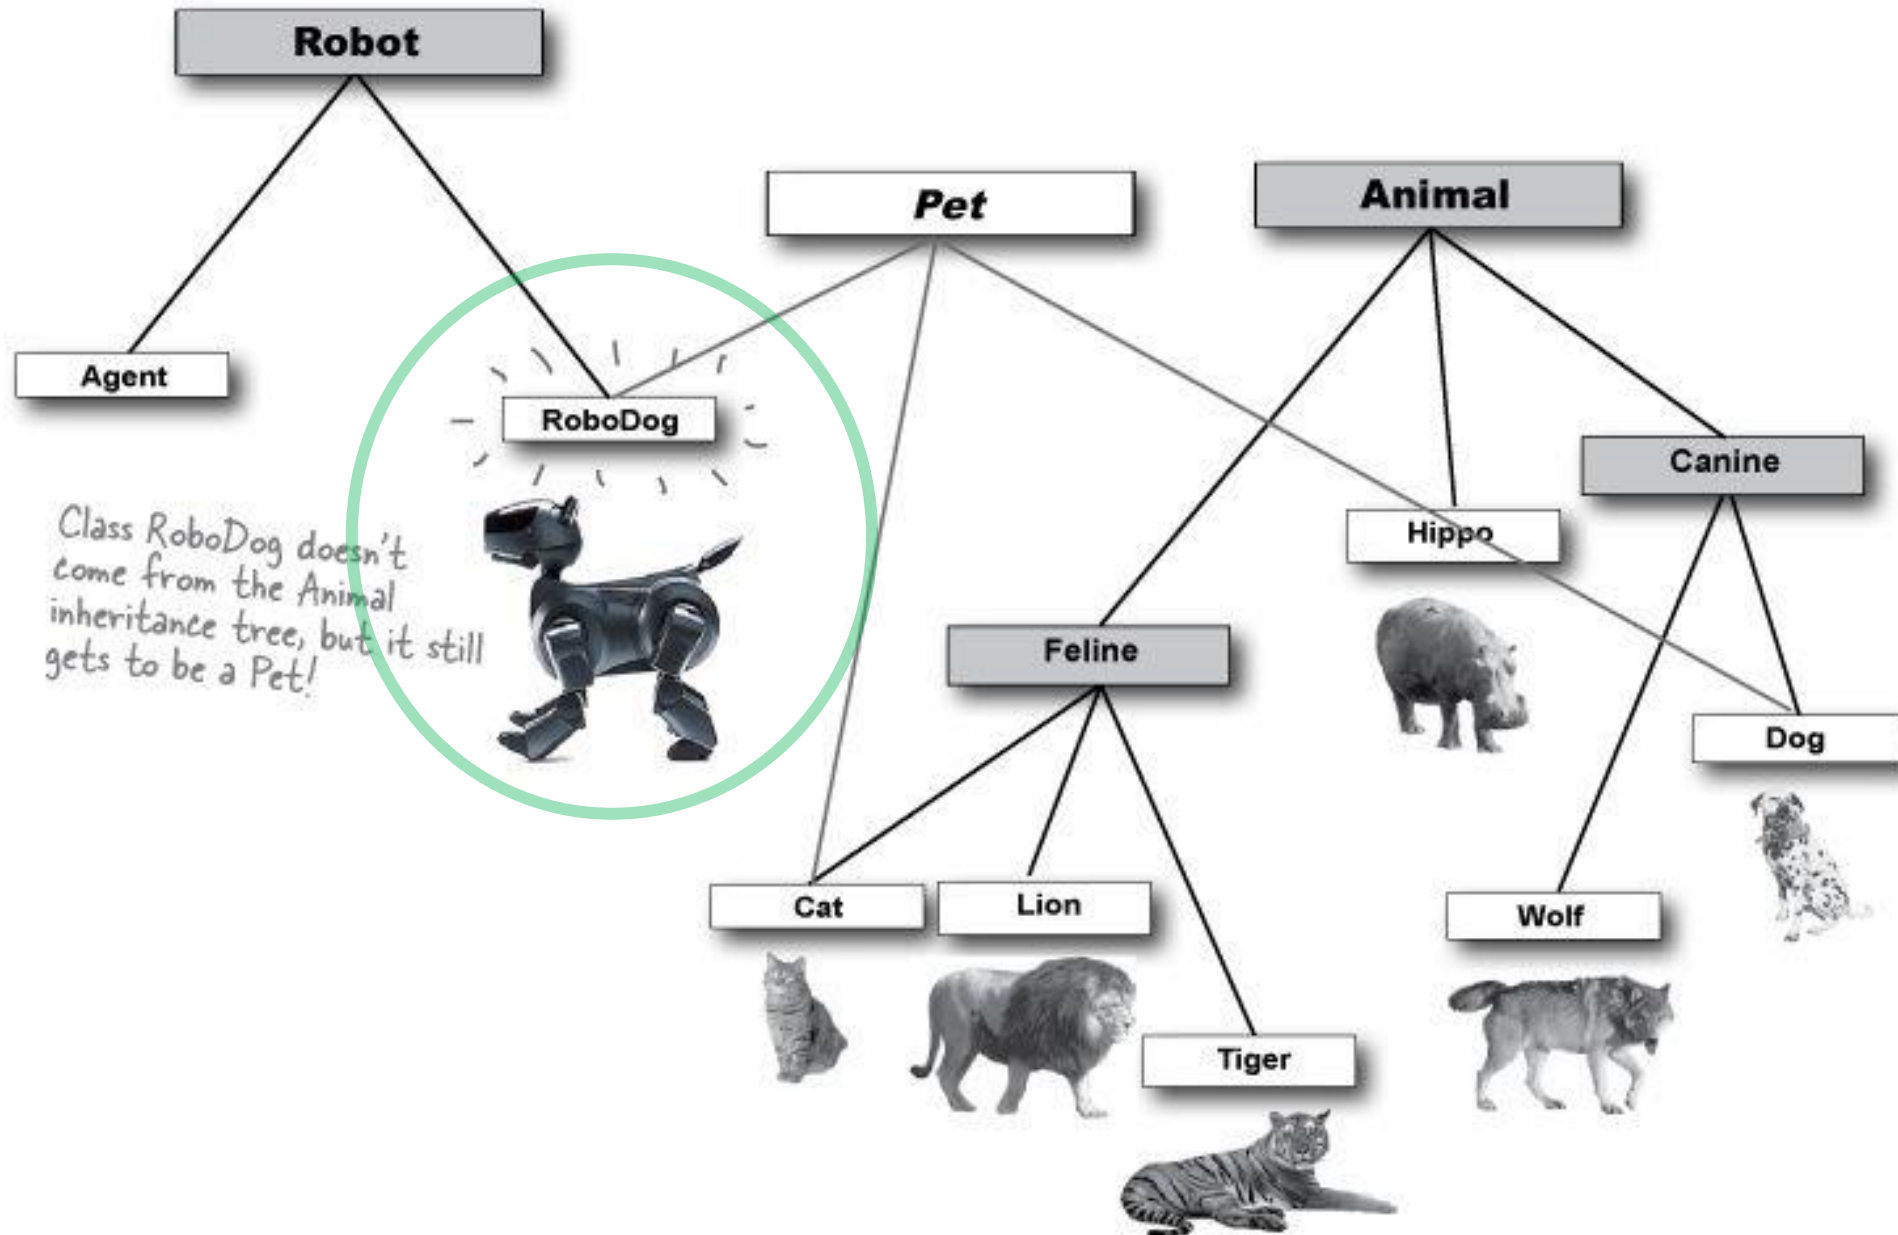 Robot
Pet
Animal
Agent
RoboDog
Canine
Class RoboDog doesn't
come from the Animal
inheritance tree, but it still
gets to be a Pet!
Hippo
Feline
Dog
Cat
Lion
Wolf
Tiger